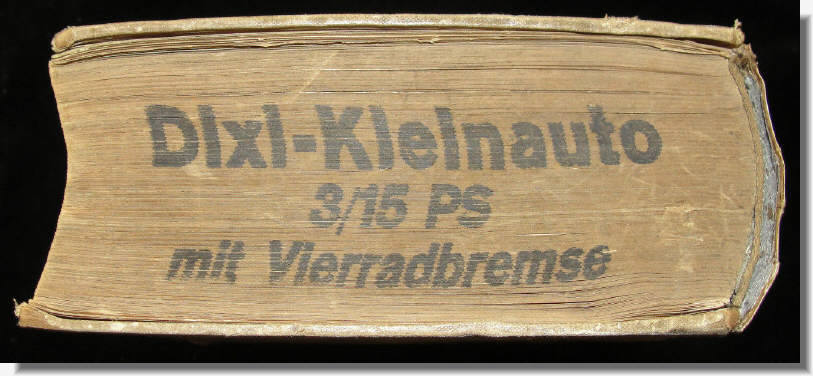 Dixi-Kleinauto
3/15 PS
mit Vierradbremse